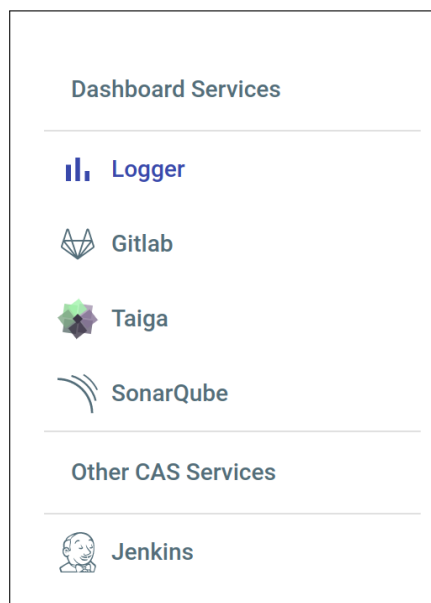 Dashboard Services
Logger
Gitlab
Taiga
SonarQube
Other CAS Services
Jenkins